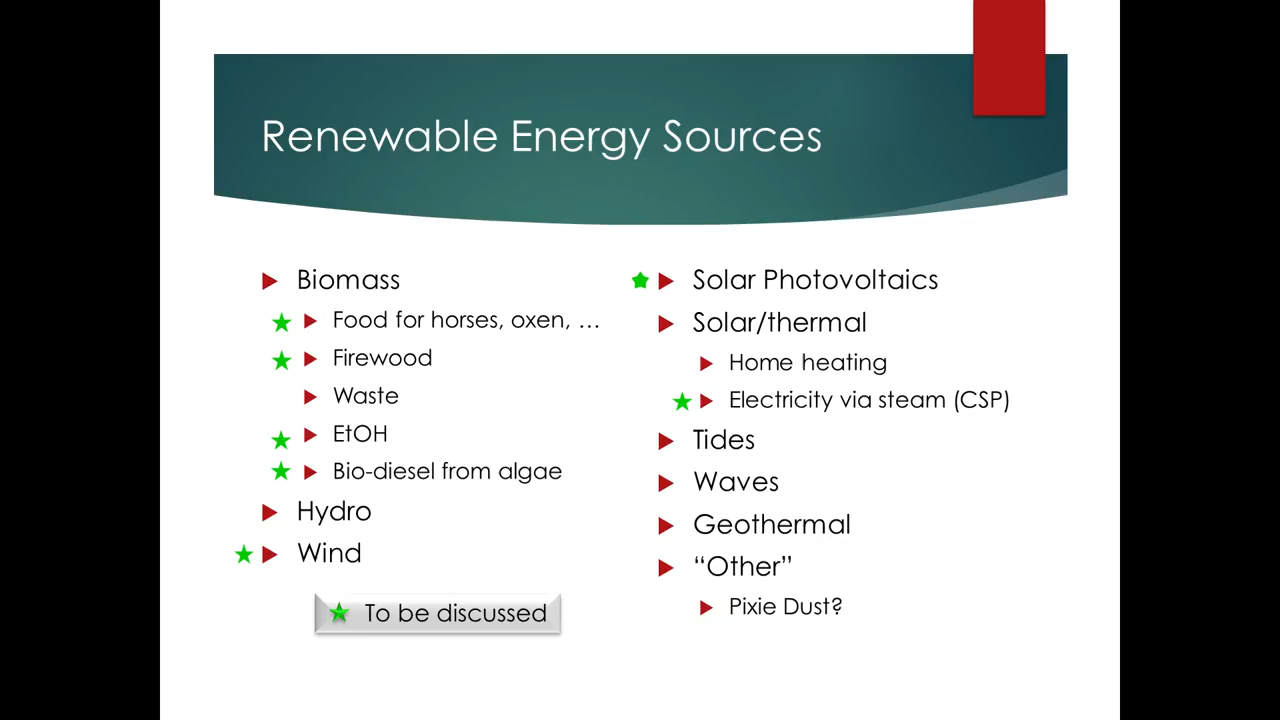 Renewable Energy Sources
Biomass
Food for horses, oxen, …
Firewood
Waste
EtOH
Bio-diesel from algae
Hydro
Wind
To be discussed
Solar Photovoltaics
Solar/thermal
Home heating
Electricity via steam (CSP)
Tides
Waves
Geothermal
“Other”
Pixie Dust?